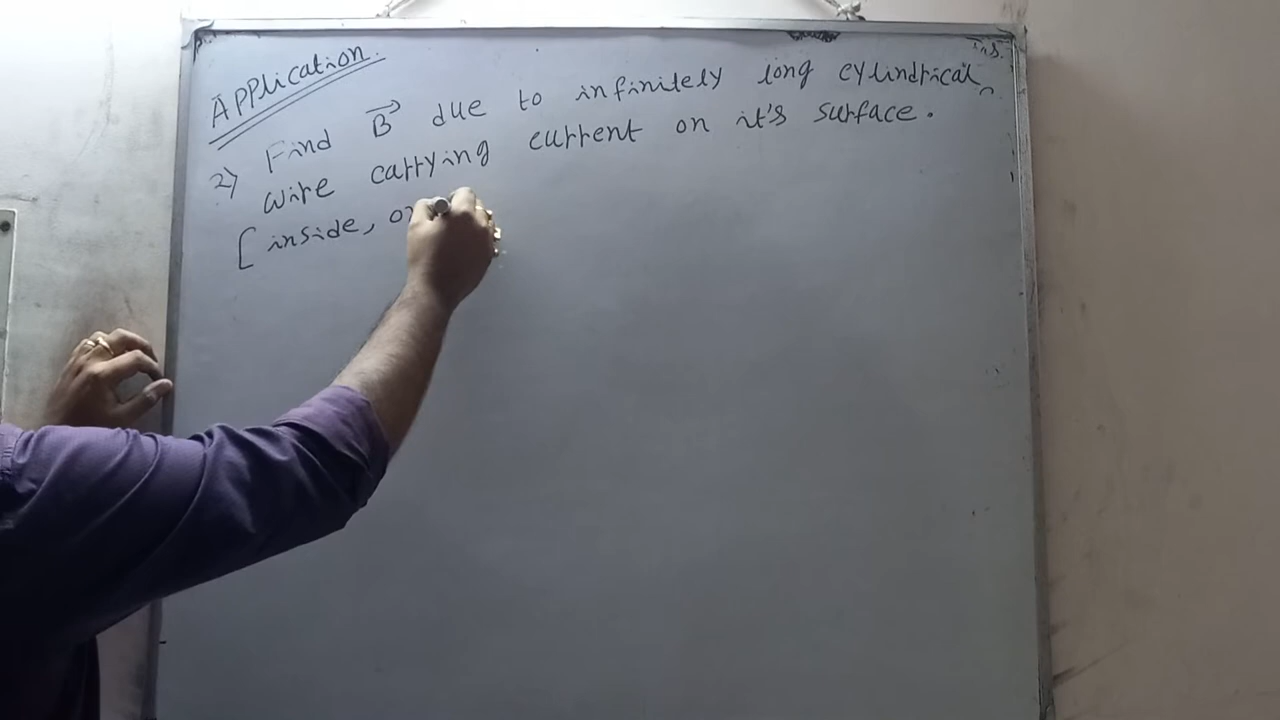 Application
2) Find B⃗ due to infinitely long cylindrical
wire carrying current on it's surface.
[ inside,